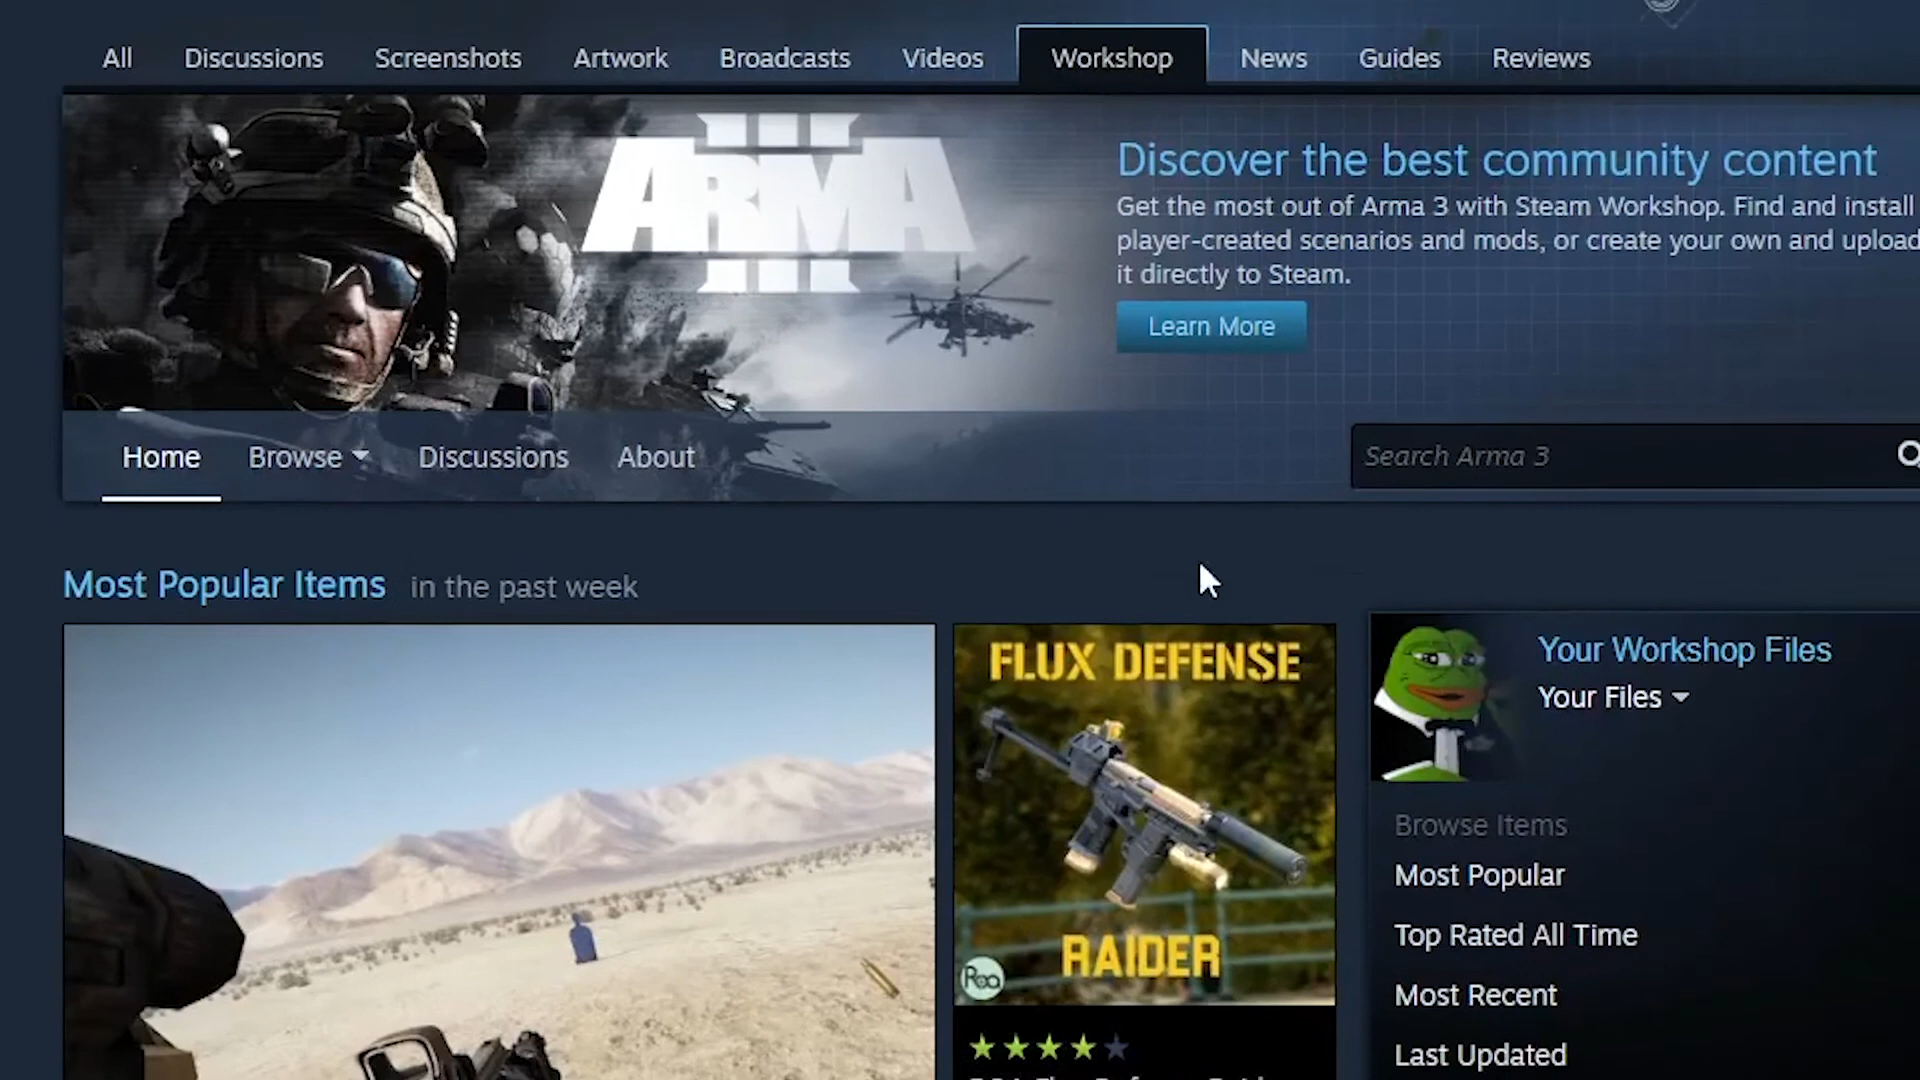 All Discussions Screenshots Artwork Broadcasts Videos Workshop News Guides Reviews
ARMA III
Discover the best community content
Get the most out of Arma 3 with Steam Workshop. Find and install
player-created scenarios and mods, or create your own and upload
it directly to Steam.
Learn More
Home Browse Discussions About
Search Arma 3
Most Popular Items in the past week
FLUX DEFENSE
RAIDER
Roa
Your Workshop Files
Your Files
Browse Items
Most Popular
Top Rated All Time
Most Recent
Last Updated